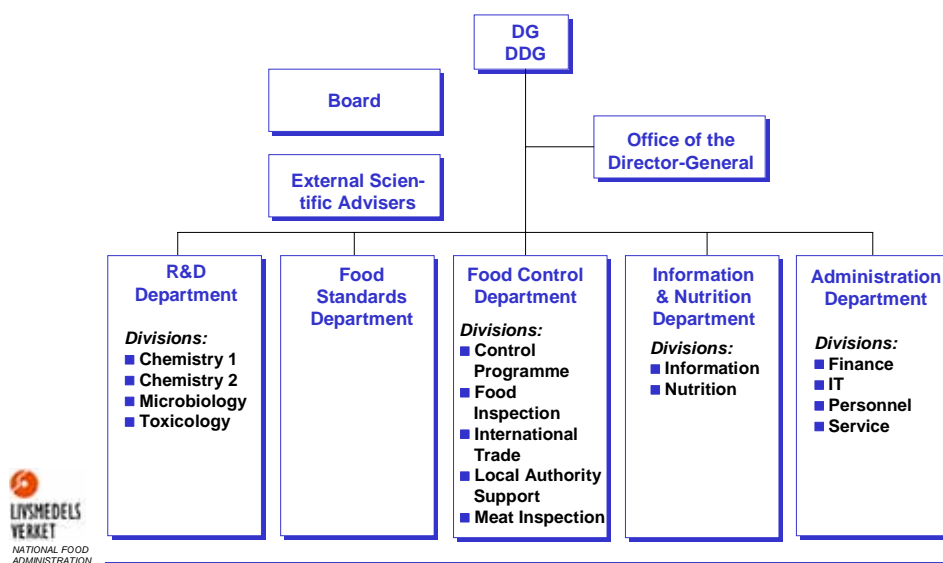 DG
DDG
Board
Office of the
Director-General
External Scien-
tific Advisers
R&D
Department
Divisions:
■ Chemistry 1
■ Chemistry 2
■ Microbiology
■ Toxicology
Food
Standards
Department
Food Control
Department
Divisions:
■ Control
Programme
■ Food
Inspection
■ International
Trade
■ Local Authority
Support
■ Meat Inspection
Information
& Nutrition
Department
Divisions:
■ Information
■ Nutrition
Administration
Department
Divisions:
■ Finance
■ IT
■ Personnel
■ Service
LIVSMEDELS
VERKET
NATIONAL FOOD
ADMINISTRATION